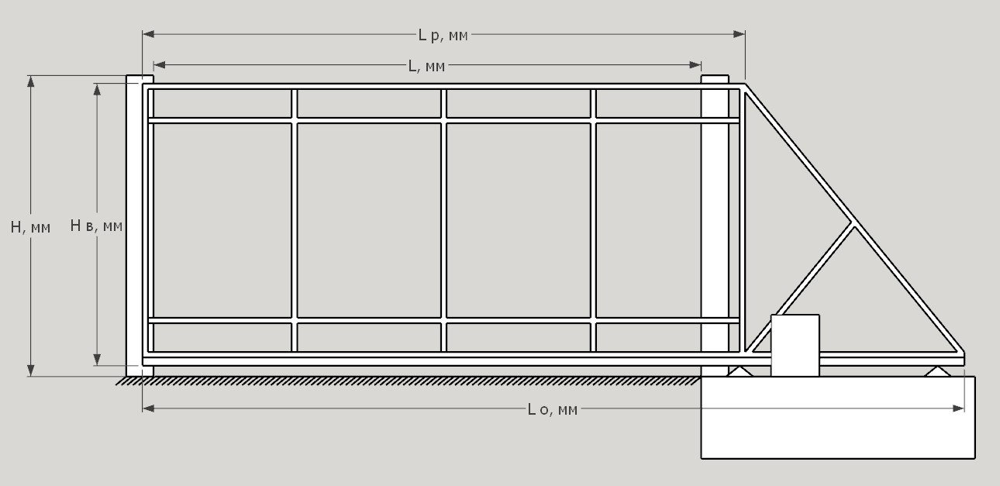 L р, мм
L, мм
Н, мм
Н в, мм
L о, мм